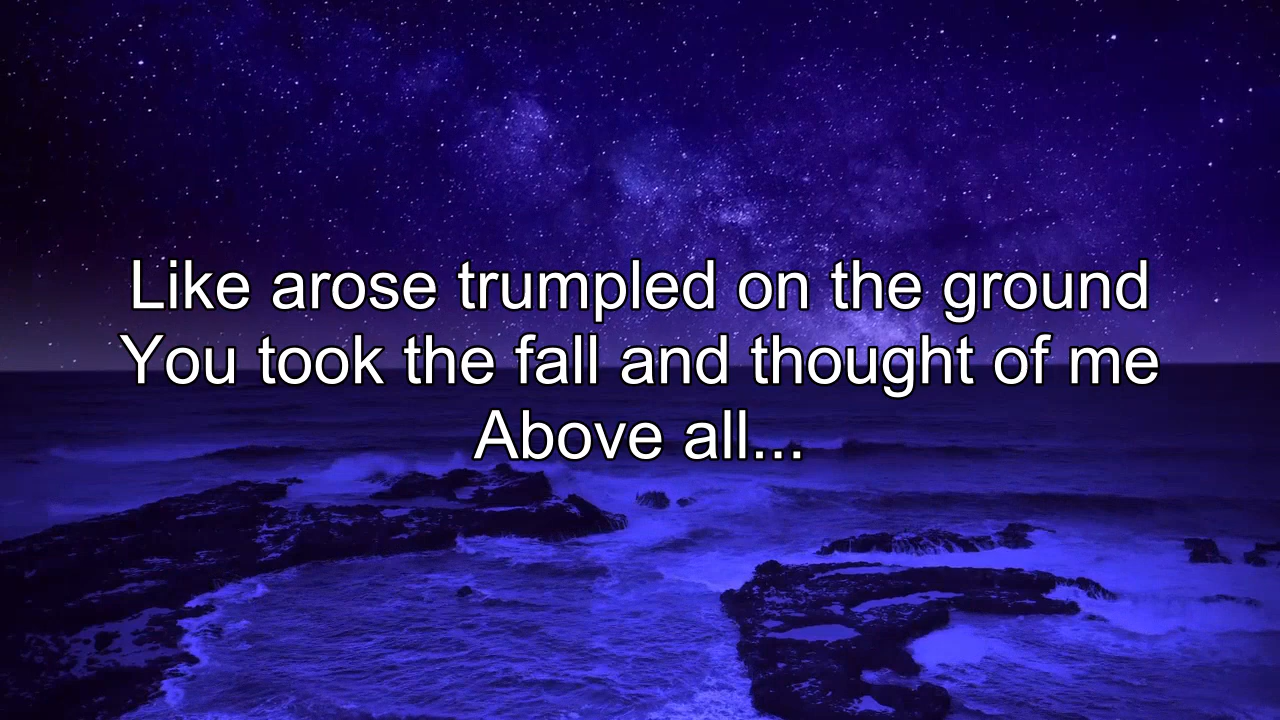 Like arose trumpled on the ground
You took the fall and thought of me
Above all...